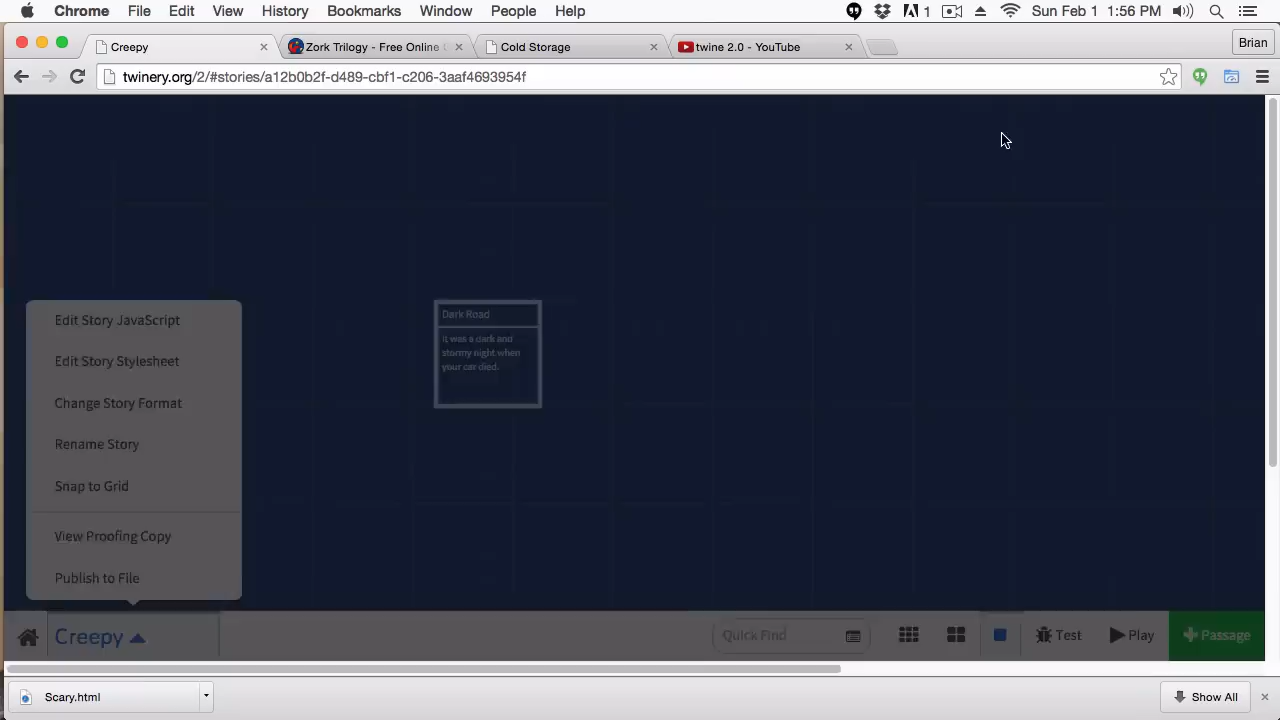 Chrome File Edit View History Bookmarks Window People Help 1 Sun Feb 1 1:56 PM
Creepy Zork Trilogy - Free Online Cold Storage twine 2.0 - YouTube Brian
twinery.org/2/#stories/a12b0b2f-d489-cbf1-c206-3aaf4693954f
Dark Road
It was a dark and
stormy night when
your car died.
Edit Story JavaScript
Edit Story Stylesheet
Change Story Format
Rename Story
Snap to Grid
View Proofing Copy
Publish to File
Creepy Quick Find Test Play Passage
Scary.html Show All